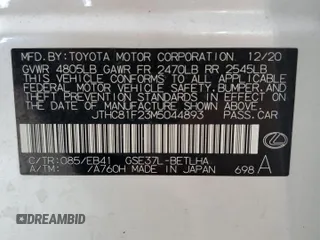 MFD.BY:TOYOTA MOTOR CORPORATION 12/20
GVWR 4805LB GAWR FR 2470LB RR 2545LB
THIS VEHICLE CONFORMS TO ALL APPLICABLE
FEDERAL MOTOR VEHICLE SAFETY, BUMPER, AND
THEFT PREVENTION STANDARDS IN EFFECT ON
THE DATE OF MANUFACTURE SHOWN ABOVE.
JTHC81F23M5044893 PASS.CAR
C/TR:085/EB41 GSE37L-BETLHA
A/TM: /A760H MADE IN JAPAN 698A
DREAMBID